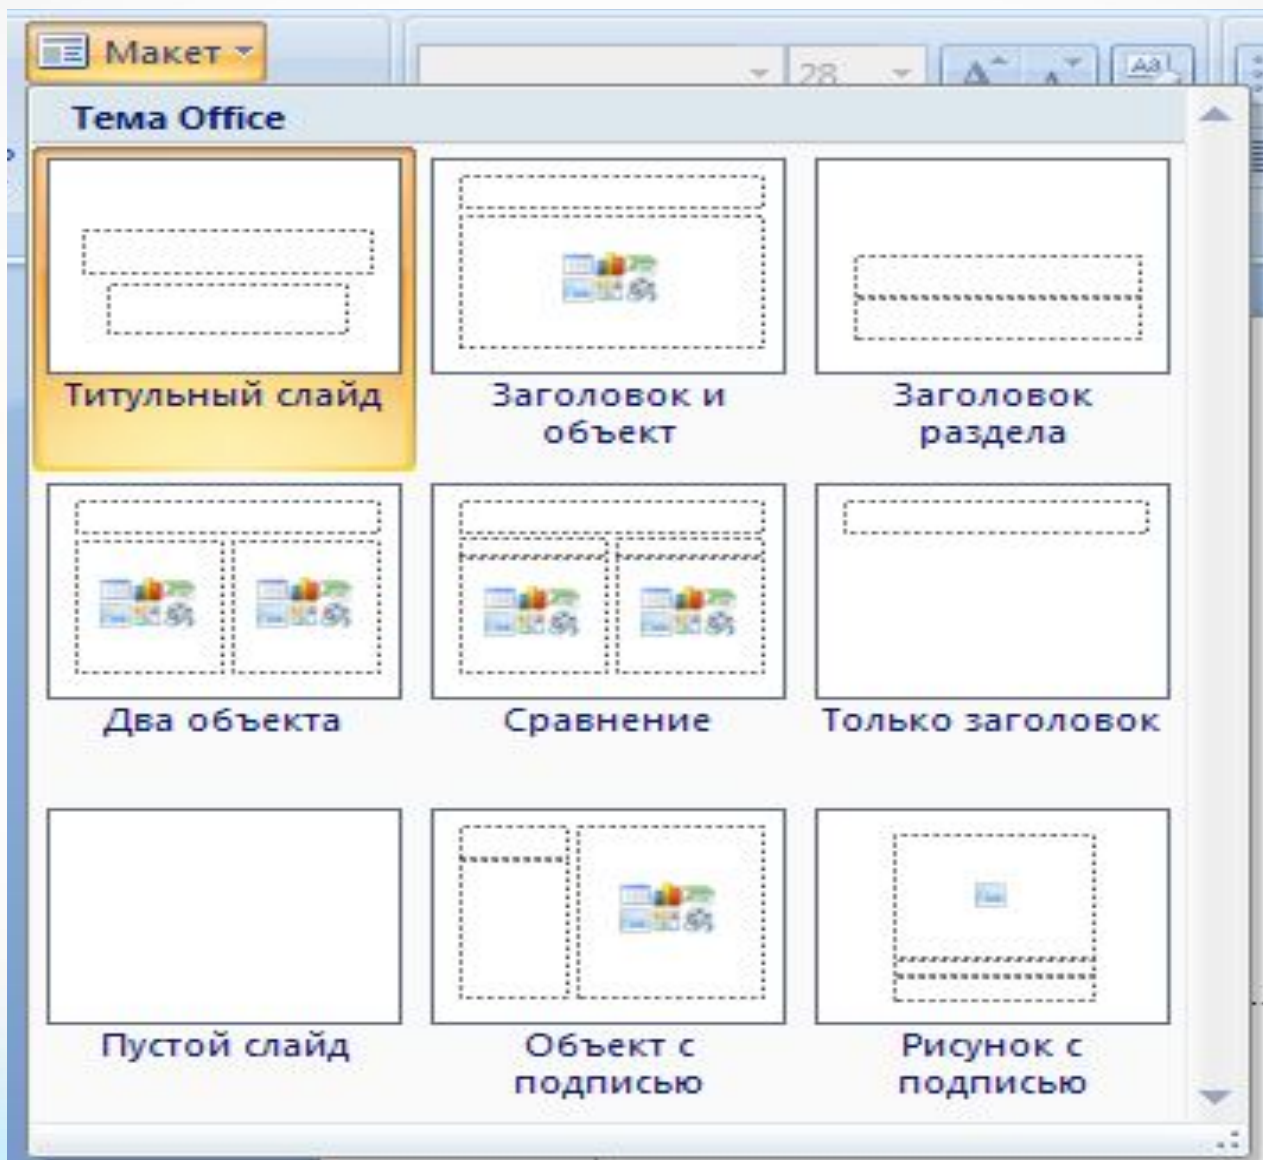 Макет
28
Тема Office
Титульный слайд
Заголовок и
объект
Заголовок
раздела
Два объекта
Сравнение
Только заголовок
Пустой слайд
Объект с
подписью
Рисунок с
подписью